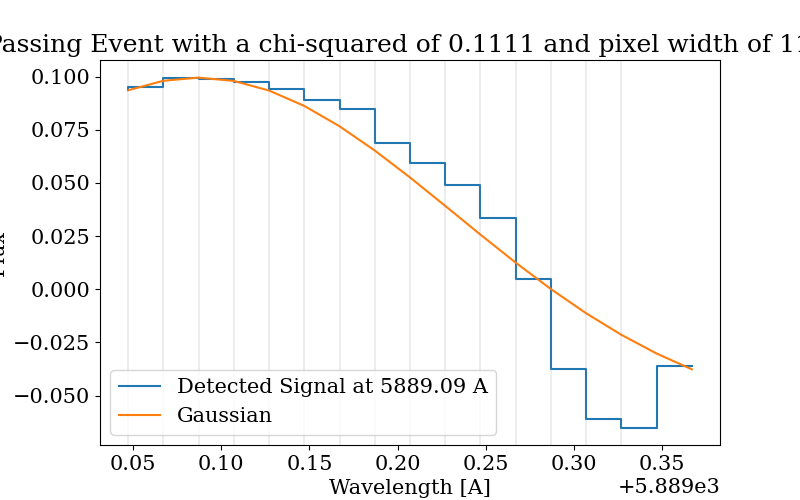 Passing Event with a chi-squared of 0.1111 and pixel width of 11
0.100
0.075
0.050
0.025
0.000
−0.025
−0.050
Flux
Detected Signal at 5889.09 A
Gaussian
0.05 0.10 0.15 0.20 0.25 0.30 0.35
+5.889e3
Wavelength [A]